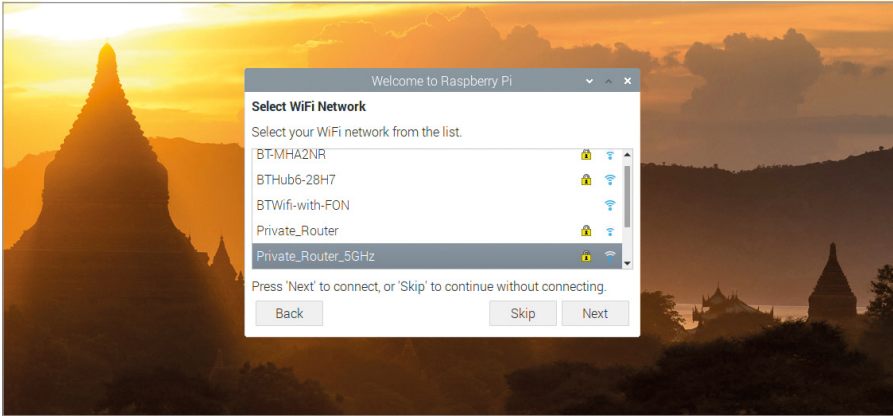 Welcome to Raspberry Pi
Select WiFi Network
Select your WiFi network from the list.
BT-MHA2NR
BTHub6-28H7
BTWifi-with-FON
Private_Router
Private_Router_5GHz
Press 'Next' to connect, or 'Skip' to continue without connecting.
Back Skip Next